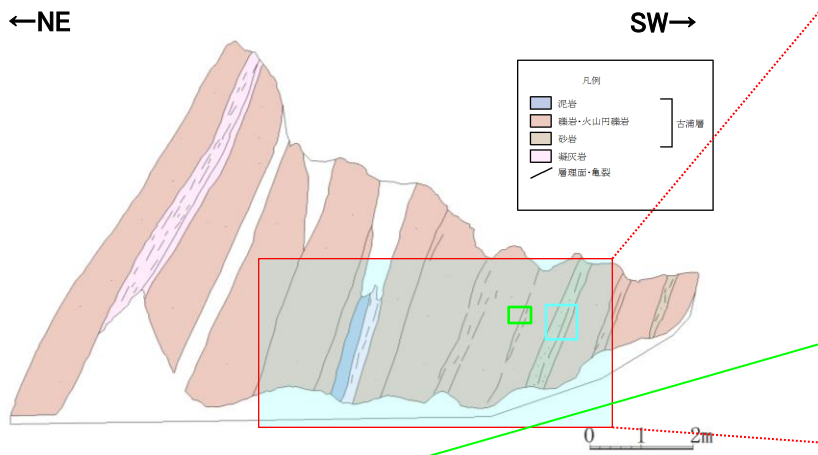 ←NE
SW→
凡例
泥岩
礫岩・火山円礫岩
砂岩
古浦層
凝灰岩
層理面・亀裂
0 1 2m